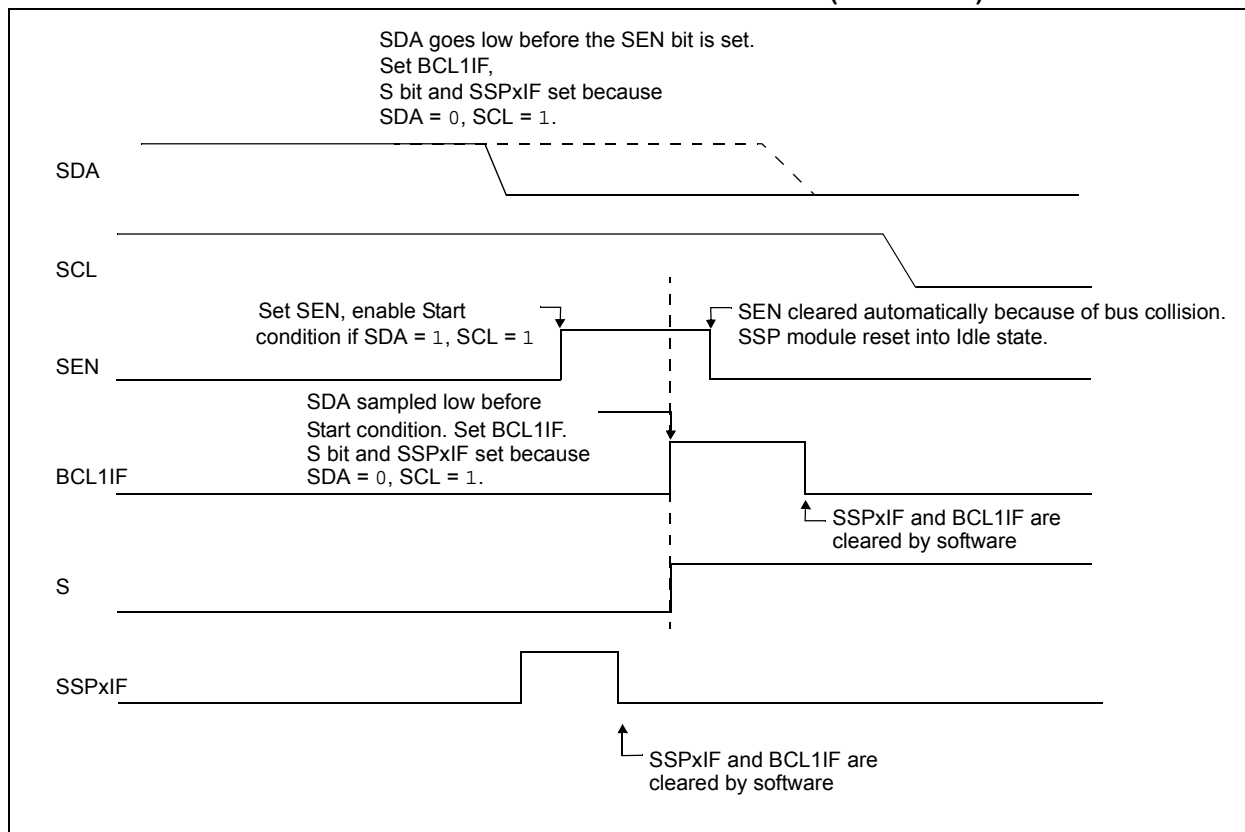 SDA goes low before the SEN bit is set.
Set BCL1IF,
S bit and SSPxIF set because
SDA = 0, SCL = 1.
SDA
SCL
Set SEN, enable Start
condition if SDA = 1, SCL = 1
SEN cleared automatically because of bus collision.
SSP module reset into Idle state.
SEN
SDA sampled low before
Start condition. Set BCL1IF.
S bit and SSPxIF set because
SDA = 0, SCL = 1.
BCL1IF
SSPxIF and BCL1IF are
cleared by software
S
SSPxIF
SSPxIF and BCL1IF are
cleared by software